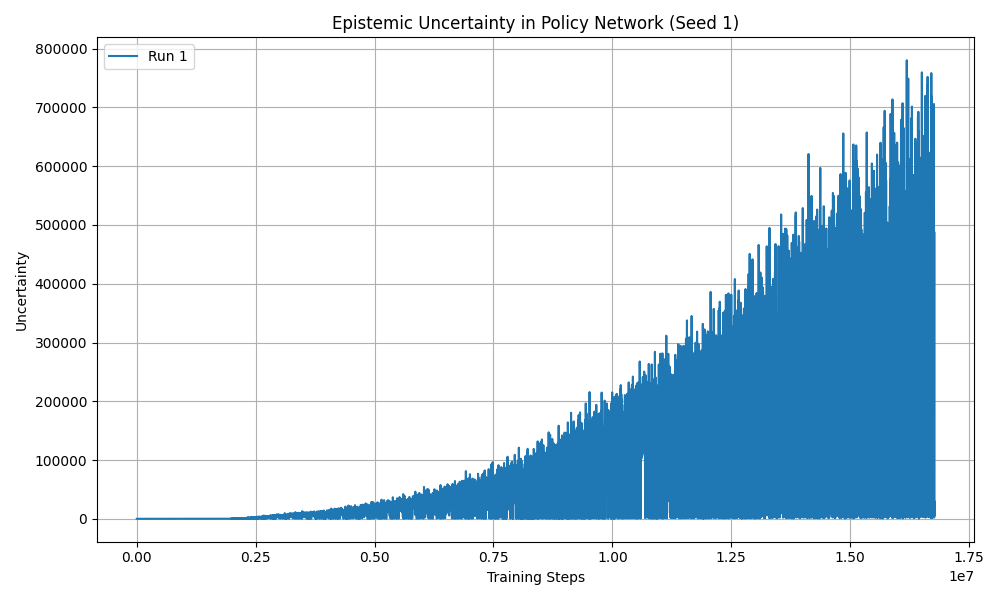 Epistemic Uncertainty in Policy Network (Seed 1)
Run 1
800000
700000
600000
500000
400000
300000
200000
100000
0
Uncertainty
0.00 0.25 0.50 0.75 1.00 1.25 1.50 1.75
1e7
Training Steps